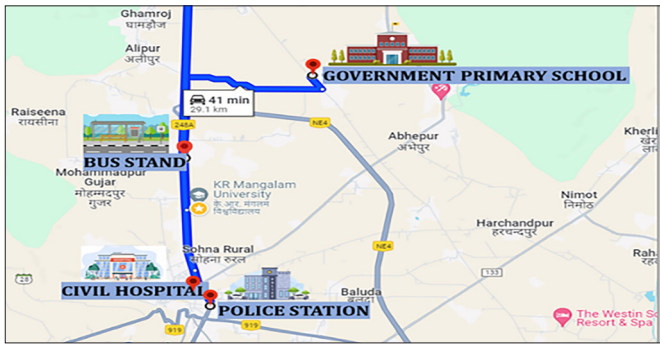 Ghamroj
घामड़ौज
Alipur
अलीपुर
GOVERNMENT PRIMARY SCHOOL
41 min
29.1 km
Raiseena
रायसीना
248A
NE4
Abhepur
अभेपुर
BUS STAND
Mohammadpur
Gujar
मोहम्मदपुर
गुजर
KR Mangalam
University
के.आर. मंगलम
विश्वविद्यालय
Nimot
निमोठ
Harchandpur
हरचन्दपुर
Sohna Rural
सोहना रुरल
NE4
28
133
CIVIL HOSPITAL
Baluda
POLICE STATION
The Westin
Resort & Spa
919
919